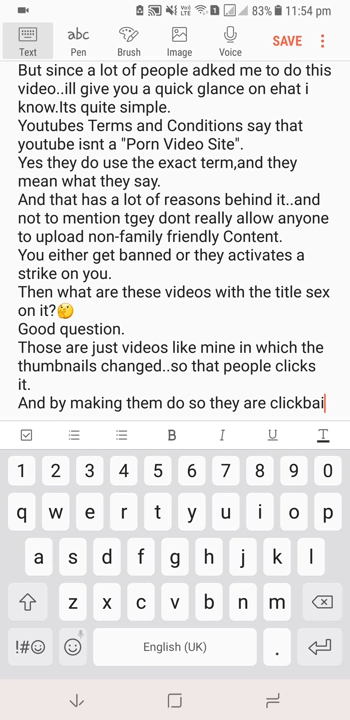 83% 11:54 pm
Text
abc
Pen
Brush
Image
Voice
SAVE
But since a lot of people adked me to do this
video..ill give you a quick glance on ehat i
know.Its quite simple.
Youtubes Terms and Conditions say that
youtube isnt a "Porn Video Site".
Yes they do use the exact term,and they
mean what they say.
And that has a lot of reasons behind it..and
not to mention tgey dont really allow anyone
to upload non-family friendly Content.
You either get banned or they activates a
strike on you.
Then what are these videos with the title sex
on it?🤔
Good question.
Those are just videos like mine in which the
thumbnails changed..so that people clicks
it.
And by making them do so they are clickbai
B I U T
1 2 3 4 5 6 7 8 9 0
q w e r t y u i o p
a s d f g h j k l
z x c v b n m
!#☺ English (UK) .